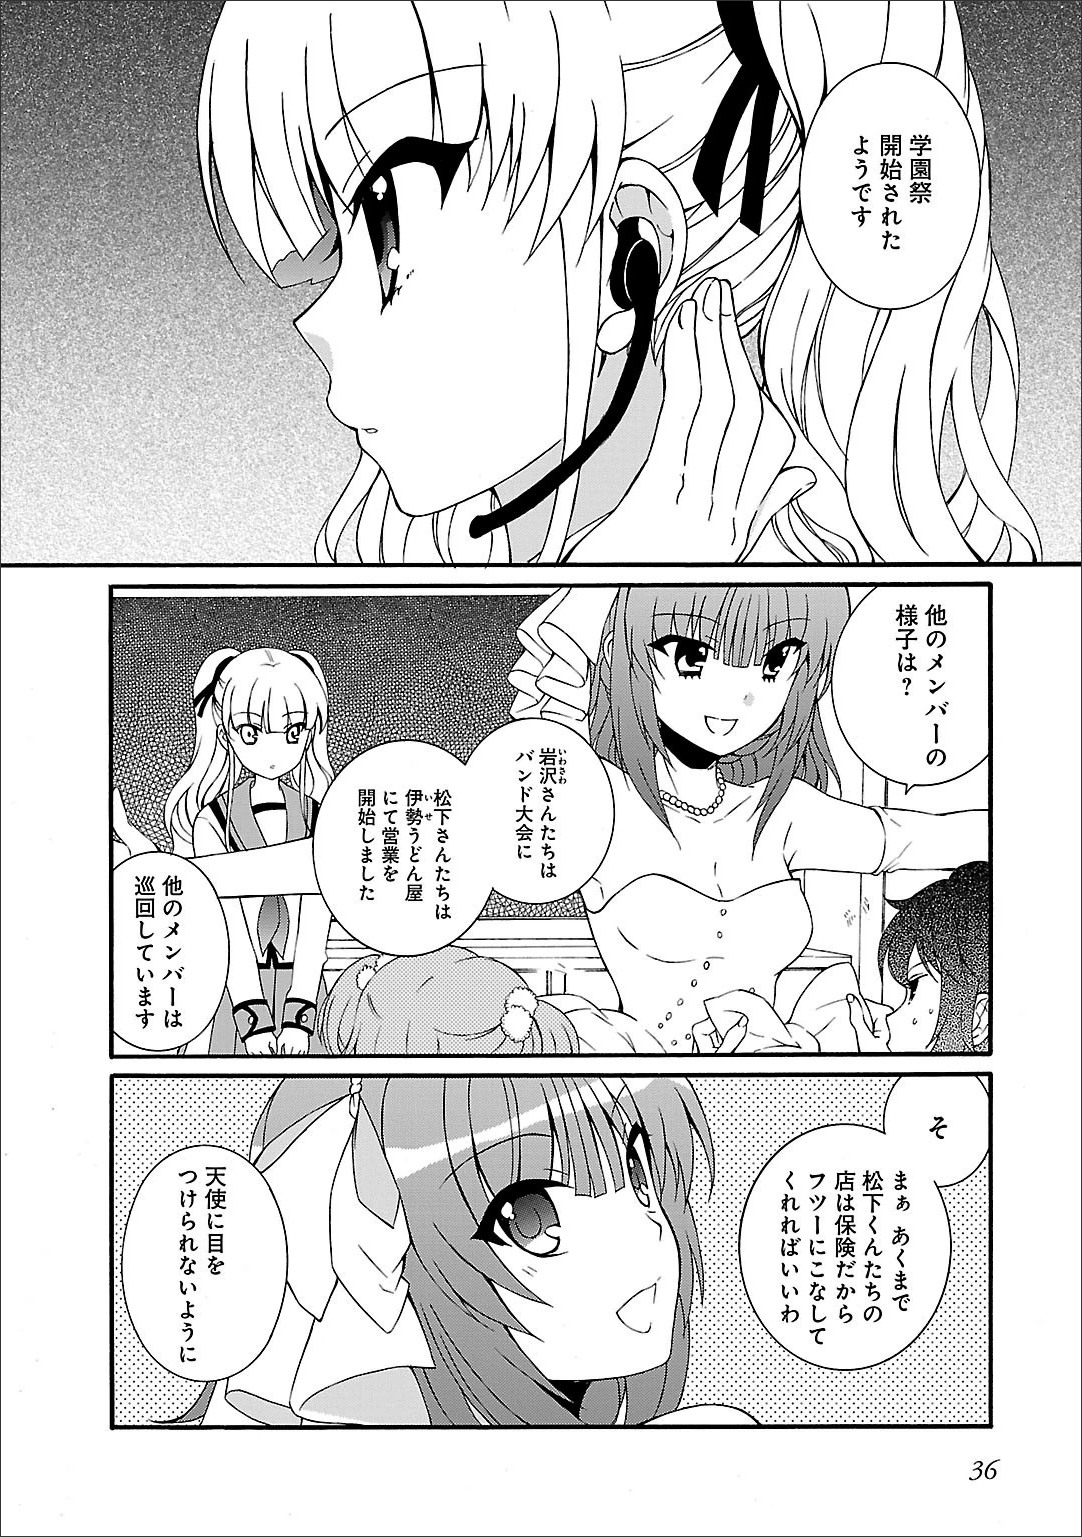 学園祭
開始された
ようです
他のメンバーの
様子は？
岩沢さんたちは
いわさわ
バンド大会に
松下さんたちは
伊勢うどん屋
いせ
にて営業を
開始しました
他のメンバーは
巡回しています
そ
まぁ あくまで
松下くんたちの
店は保険だから
フツーにこなして
くれればいいわ
天使に目を
つけられないように
36